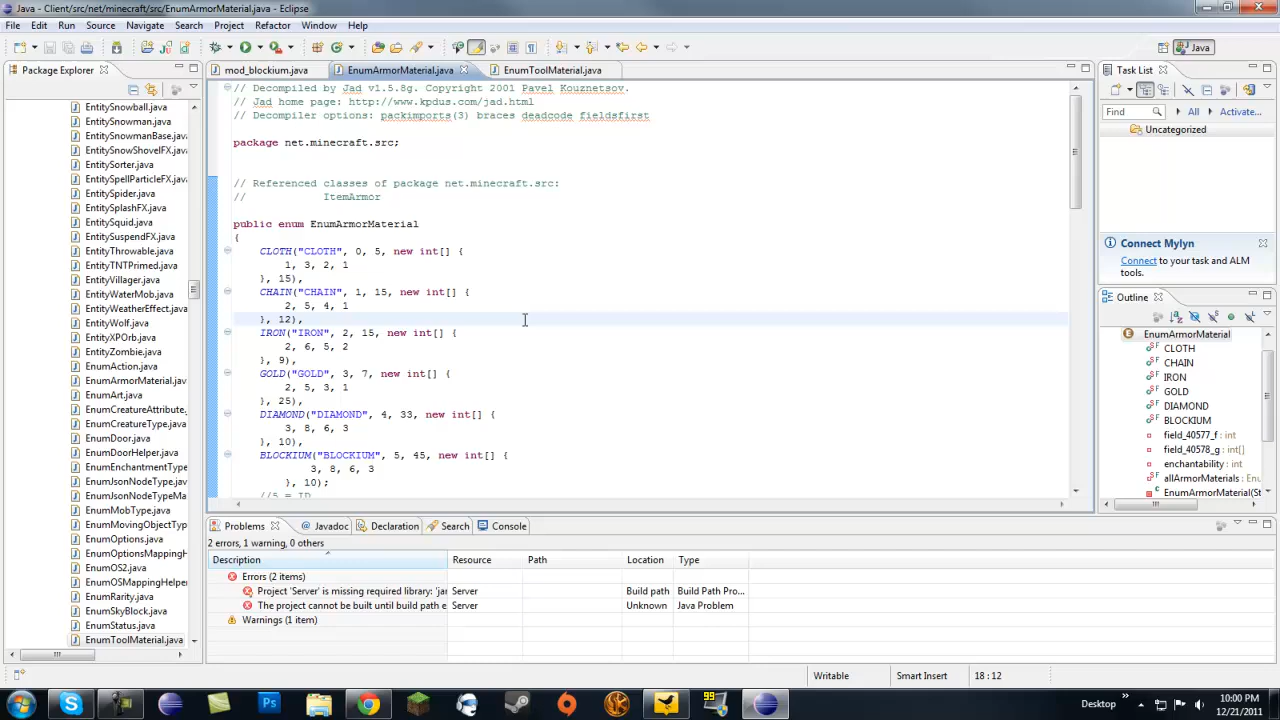 Java - Client/src/net/minecraft/src/EnumArmorMaterial.java - Eclipse
File Edit Run Source Navigate Search Project Refactor Window Help
Java
Package Explorer
EntitySnowball.java
EntitySnowman.java
EntitySnowmanBase.java
EntitySnowShovelFX.java
EntitySorter.java
EntitySpellParticleFX.java
EntitySpider.java
EntitySplashFX.java
EntitySquid.java
EntitySuspendFX.java
EntityThrowable.java
EntityTNTPrimed.java
EntityVillager.java
EntityWaterMob.java
EntityWeatherEffect.java
EntityWolf.java
EntityXPOrb.java
EntityZombie.java
EnumAction.java
EnumArmorMaterial.java
EnumArt.java
EnumCreatureAttribute.
EnumCreatureType.java
EnumDoor.java
EnumDoorHelper.java
EnumEnchantmentType
EnumJsonNodeType.java
EnumJsonNodeTypeMa
EnumMobType.java
EnumMovingObjectTyp
EnumOptions.java
EnumOptionsMappingH
EnumOS2.java
EnumOSMappingHelper
EnumRarity.java
EnumSkyBlock.java
EnumStatus.java
EnumToolMaterial.java
mod_blockium.java EnumArmorMaterial.java EnumToolMaterial.java
// Decompiled by Jad v1.5.8g. Copyright 2001 Pavel Kouznetsov.
// Jad home page: http://www.kpdus.com/jad.html
// Decompiler options: packimports(3) braces deadcode fieldsfirst
package net.minecraft.src;
// Referenced classes of package net.minecraft.src:
// ItemArmor
public enum EnumArmorMaterial
{
CLOTH("CLOTH", 0, 5, new int[] {
1, 3, 2, 1
}, 15),
CHAIN("CHAIN", 1, 15, new int[] {
2, 5, 4, 1
}, 12),
IRON("IRON", 2, 15, new int[] {
2, 6, 5, 2
}, 9),
GOLD("GOLD", 3, 7, new int[] {
2, 5, 3, 1
}, 25),
DIAMOND("DIAMOND", 4, 33, new int[] {
3, 8, 6, 3
}, 10),
BLOCKIUM("BLOCKIUM", 5, 45, new int[] {
3, 8, 6, 3
}, 10);
//5 = ID
Task List
Find All Activate...
Uncategorized
Connect Mylyn
Connect to your task and ALM
tools.
Outline
EnumArmorMaterial
CLOTH
CHAIN
IRON
GOLD
DIAMOND
BLOCKIUM
field_40577_f : int
field_40578_g : int[]
enchantability : int
allArmorMaterials : Enu
EnumArmorMaterial(St
Problems Javadoc Declaration Search Console
2 errors, 1 warning, 0 others
Description Resource Path Location Type
Errors (2 items)
Project 'Server' is missing required library: 'jar Server Build path Build Path Pro...
The project cannot be built until build path e Server Unknown Java Problem
Warnings (1 item)
Writable Smart Insert 18 : 12
99
Desktop
10:00 PM
12/21/2011